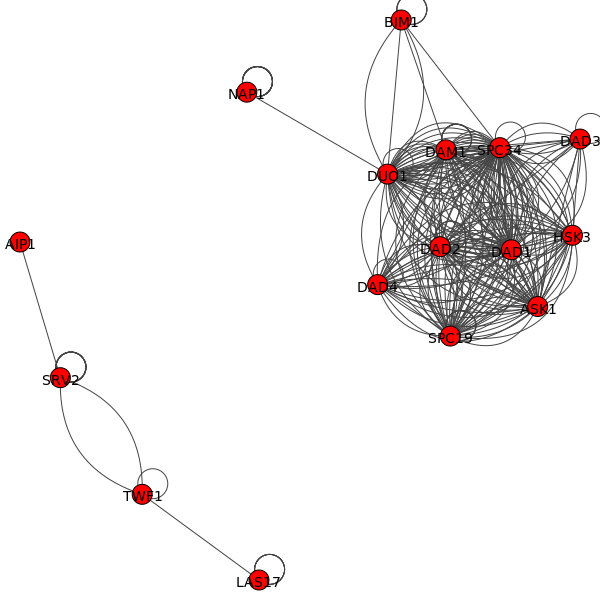 BIM1
NAP1
DAD3
DAM1
SPC34
DUO1
HSK3
AIP1
DAD2
DAD1
DAD4
ASK1
SPC19
SRV2
TWF1
LAS17